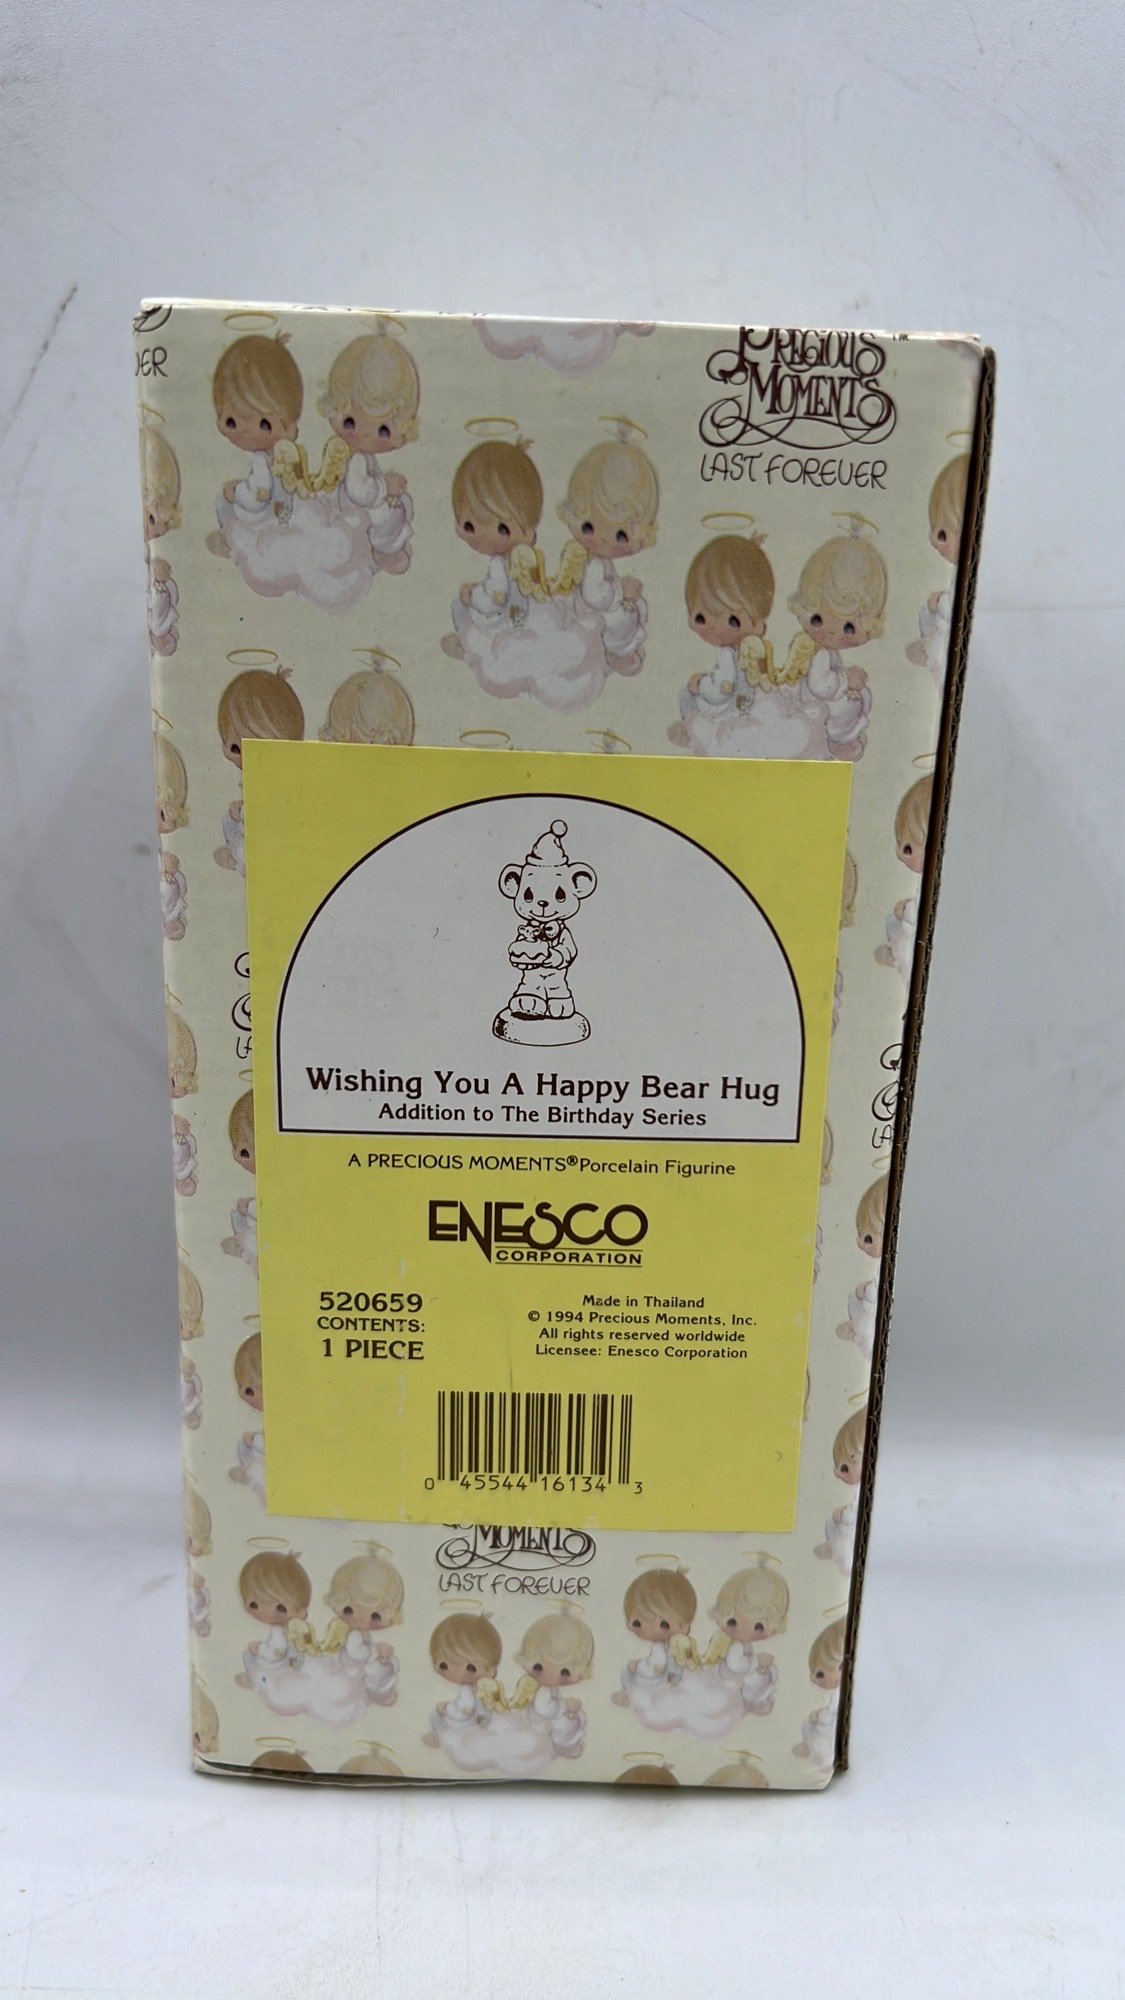 EVER
PRECIOUS ™
MOMENTS
LAST FOREVER
Wishing You A Happy Bear Hug
Addition to The Birthday Series
A PRECIOUS MOMENTS® Porcelain Figurine
ENESCO
CORPORATION
520659
CONTENTS:
1 PIECE
Made in Thailand
© 1994 Precious Moments, Inc.
All rights reserved worldwide
Licensee: Enesco Corporation
0 45544 16134 3
MOMENTS
LAST FOREVER